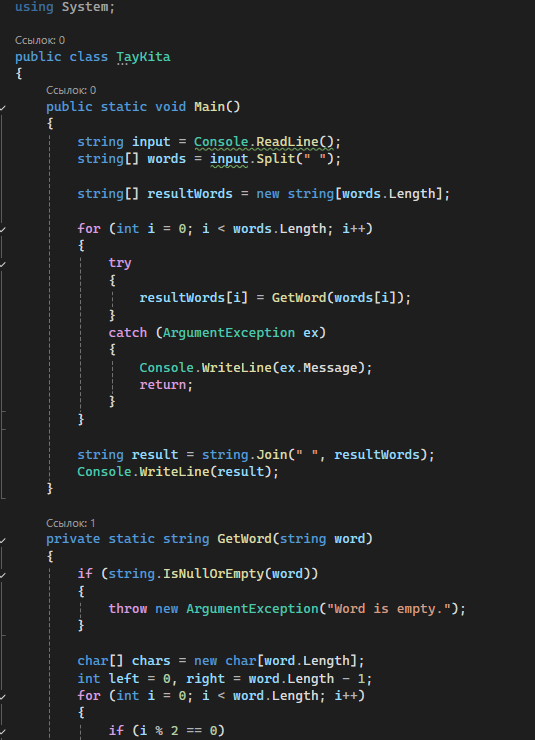 using System;
Ссылок: 0
public class TayKita
{
Ссылок: 0
public static void Main()
{
string input = Console.ReadLine();
string[] words = input.Split(" ");
string[] resultWords = new string[words.Length];
for (int i = 0; i < words.Length; i++)
{
try
{
resultWords[i] = GetWord(words[i]);
}
catch (ArgumentException ex)
{
Console.WriteLine(ex.Message);
return;
}
}
string result = string.Join(" ", resultWords);
Console.WriteLine(result);
}
Ссылок: 1
private static string GetWord(string word)
{
if (string.IsNullOrEmpty(word))
{
throw new ArgumentException("Word is empty.");
}
char[] chars = new char[word.Length];
int left = 0, right = word.Length - 1;
for (int i = 0; i < word.Length; i++)
{
if (i % 2 == 0)